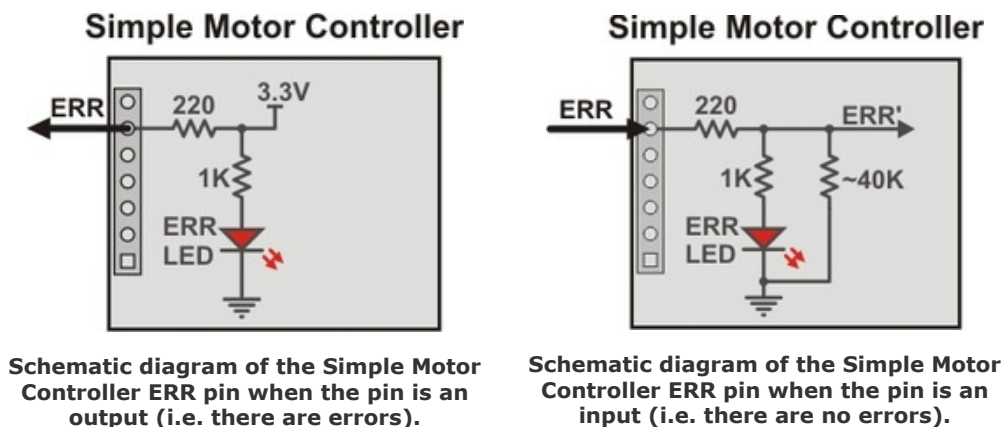 Simple Motor Controller
ERR
220
3.3V
1K
ERR
LED
Schematic diagram of the Simple Motor
Controller ERR pin when the pin is an
output (i.e. there are errors).
Simple Motor Controller
ERR
220
ERR'
1K
~40K
ERR
LED
Schematic diagram of the Simple Motor
Controller ERR pin when the pin is an
input (i.e. there are no errors).